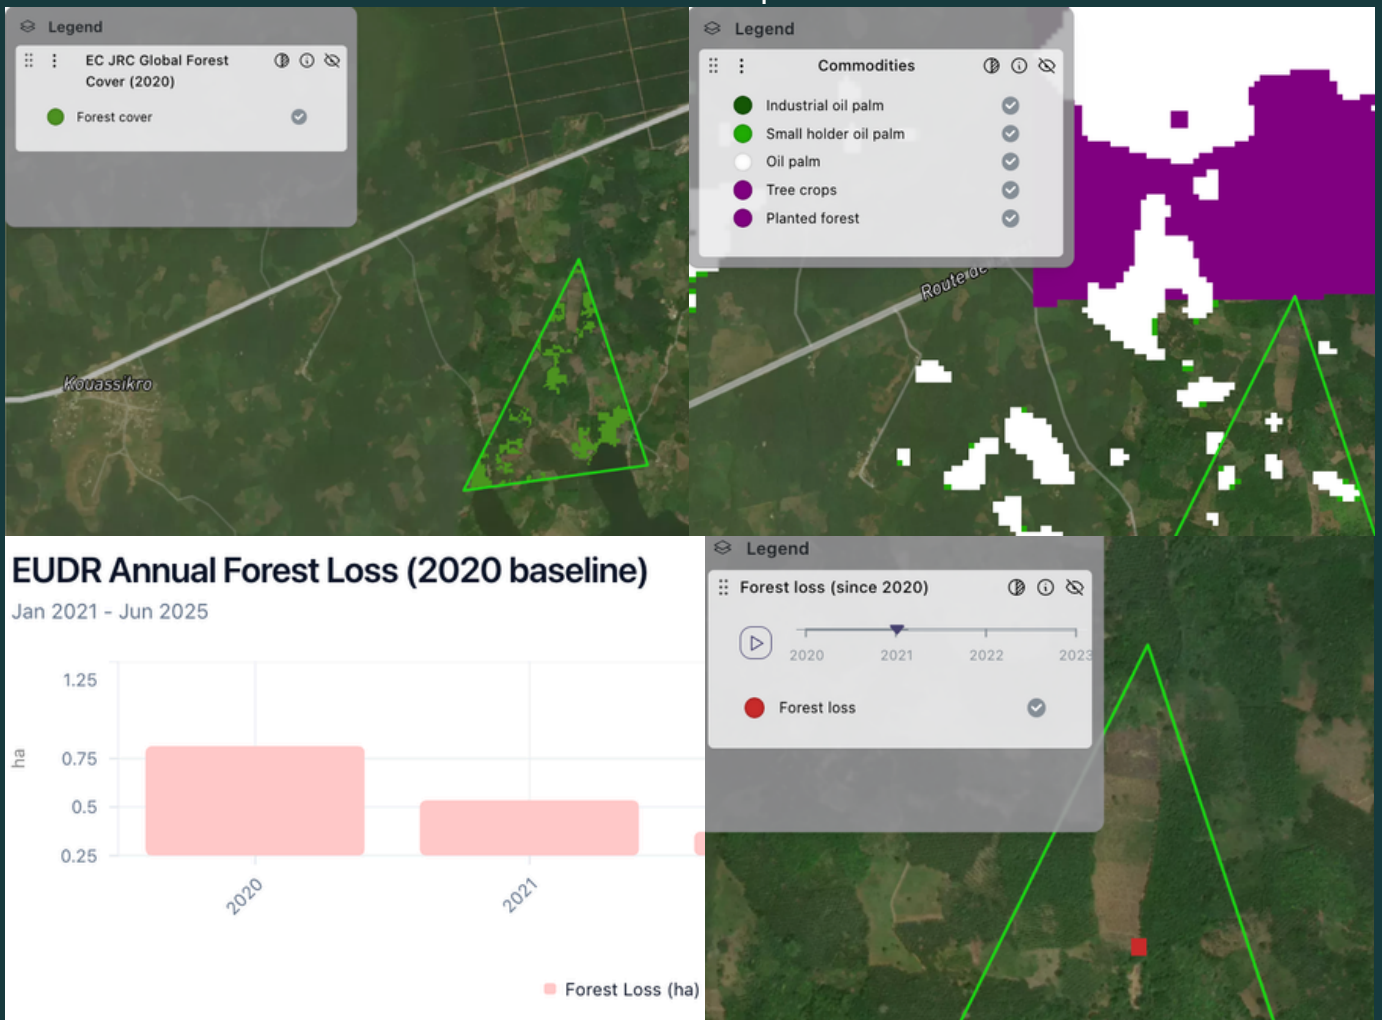 Legend
EC JRC Global Forest
Cover (2020)
Forest cover
Kouassikro
Legend
Commodities
Industrial oil palm
Small holder oil palm
Oil palm
Tree crops
Planted forest
Route de
EUDR Annual Forest Loss (2020 baseline)
Jan 2021 - Jun 2025
1.25
0.75
0.5
0.25
ha
2020
2021
Forest Loss (ha)
Legend
Forest loss (since 2020)
2020
2021
2022
2023
Forest loss